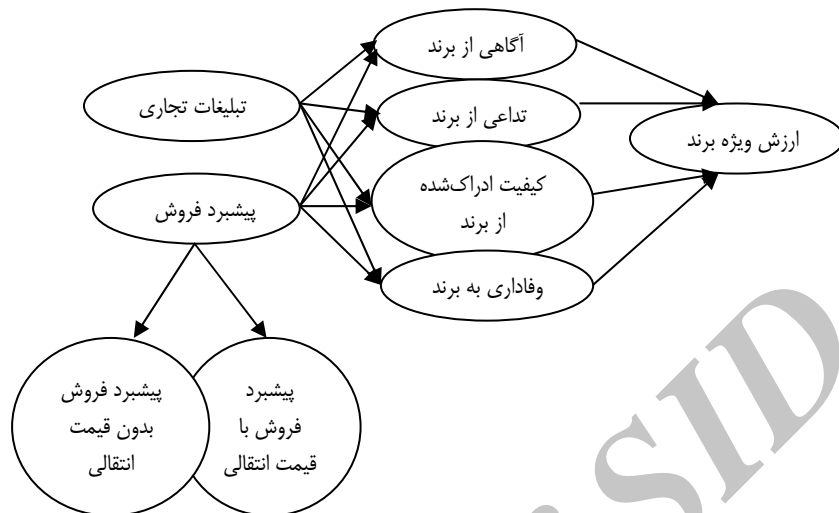 آگاهی از برند
تبلیغات تجاری
تداعی از برند
ارزش ویژه برند
کیفیت ادراک‌شده
از برند
پیشبرد فروش
وفاداری به برند
پیشبرد
فروش با
قیمت انتقالی
پیشبرد فروش
بدون قیمت
انتقالی
SID